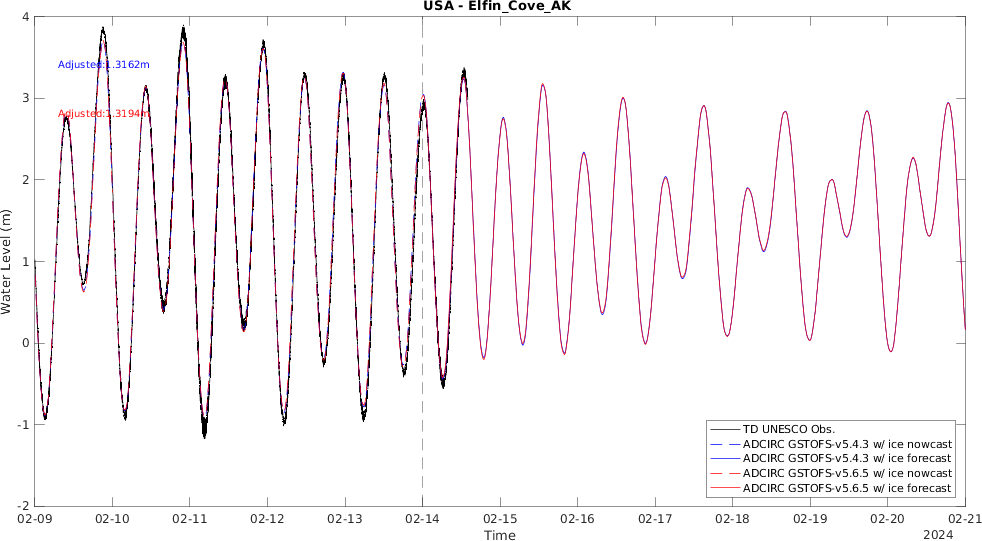 USA - Elfin_Cove_AK
4
3
2
1
0
-1
-2
Water Level (m)
Adjusted:1.3162m
Adjusted:1.3194m
TD UNESCO Obs.
ADCIRC GSTOFS-v5.4.3 w/ ice nowcast
ADCIRC GSTOFS-v5.4.3 w/ ice forecast
ADCIRC GSTOFS-v5.6.5 w/ ice nowcast
ADCIRC GSTOFS-v5.6.5 w/ ice forecast
02-09 02-10 02-11 02-12 02-13 02-14 02-15 02-16 02-17 02-18 02-19 02-20 02-21
Time
2024